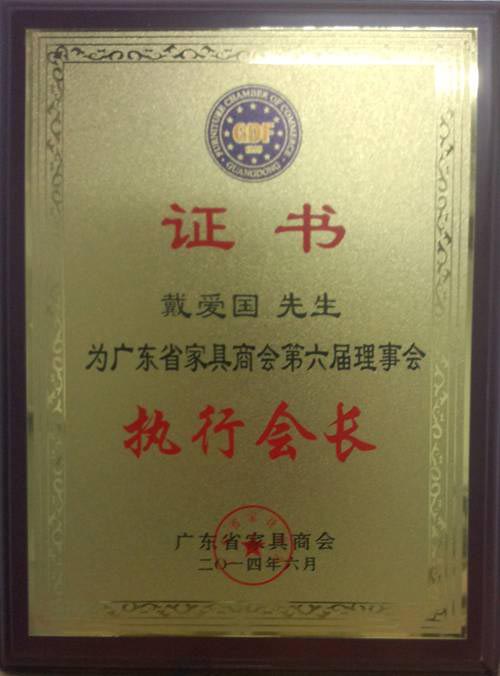 FURNITURE CHAMBER OF COMMERCE
GDF
GUANGDONG
证书
戴爱国 先生
为广东省家具商会第六届理事会
执行会长
广东省家具商会
二〇一四年六月